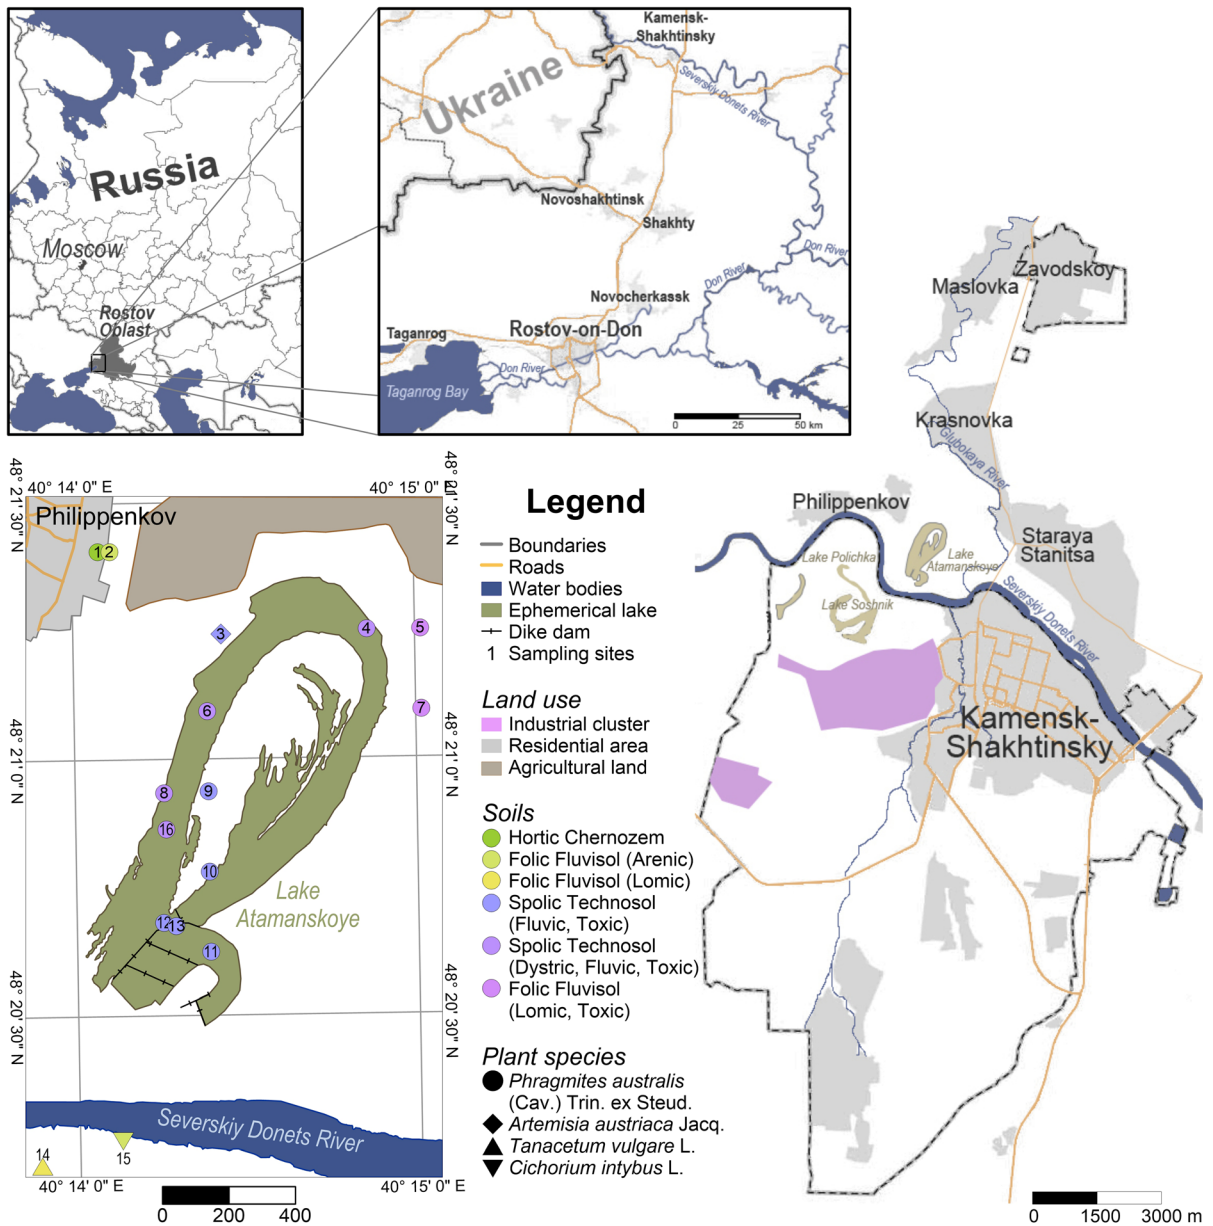 Russia
Moscow
Rostov
Oblast
Kamensk-
Shakhtinsky
Ukraine
Severskiy Donets River
Novoshakhtinsk
Shakhty
Don River
Don River
Novocherkassk
Rostov-on-Don
Taganrog
Don River
Taganrog Bay
0 25 50 km
48° 21' 30" N
40° 14' 0" E
40° 15' 0" E
48° 21' 30" N
Philippenkov
1 2
3
4
5
6
7
48° 21' 0" N
48° 21' 0" N
8
9
16
10
Lake
Atamanskoye
12 13
11
48° 20' 30" N
48° 20' 30" N
Severskiy Donets River
14
15
40° 14' 0" E
40° 15' 0" E
0 200 400
Legend
Boundaries
Roads
Water bodies
Ephemerical lake
Dike dam
1 Sampling sites
Land use
Industrial cluster
Residential area
Agricultural land
Soils
Hortic Chernozem
Folic Fluvisol (Arenic)
Folic Fluvisol (Lomic)
Spolic Technosol
(Fluvic, Toxic)
Spolic Technosol
(Dystric, Fluvic, Toxic)
Folic Fluvisol
(Lomic, Toxic)
Plant species
Phragmites australis
(Cav.) Trin. ex Steud.
Artemisia austriaca Jacq.
Tanacetum vulgare L.
Cichorium intybus L.
Zavodskoy
Maslovka
Krasnovka
Glubokaya River
Philippenkov
Staraya
Stanitsa
Lake Polichka
Lake
Atamanskoye
Lake Soshnik
Severskiy Donets River
Kamensk-
Shakhtinsky
0 1500 3000 m